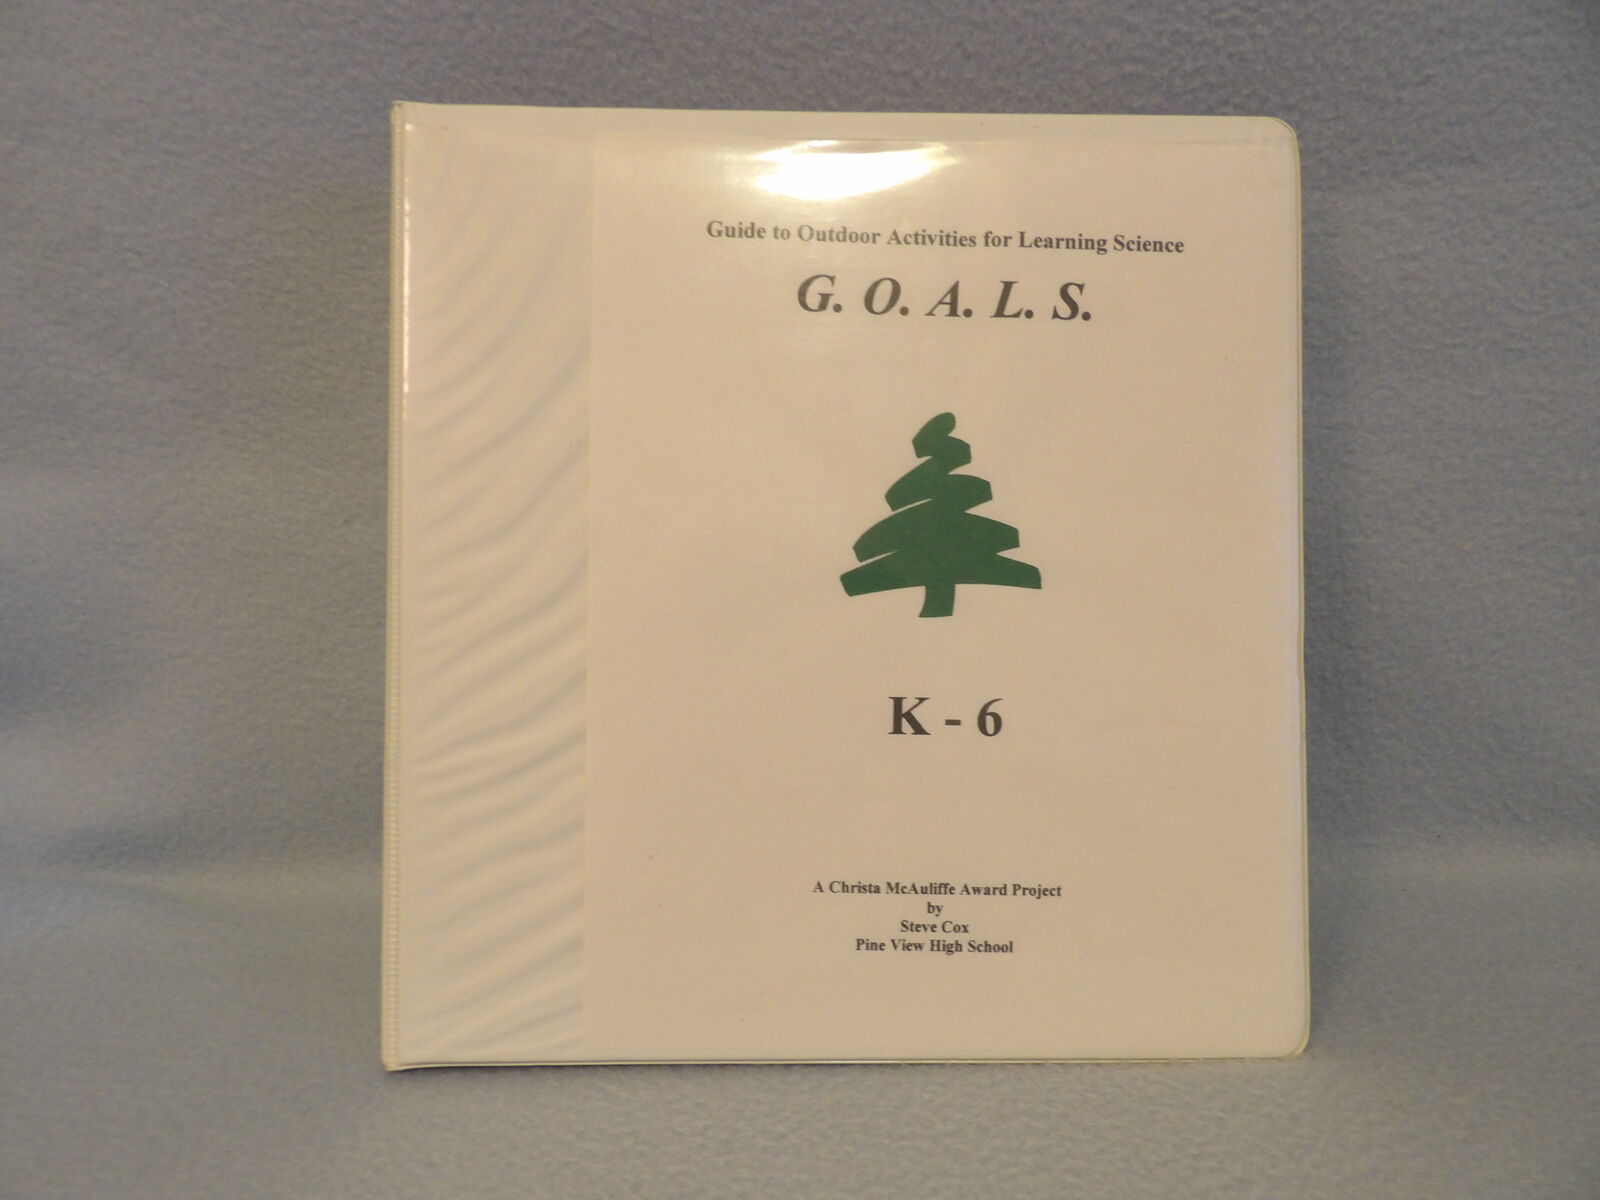 Guide to Outdoor Activities for Learning Science
G. O. A. L. S.
K - 6
A Christa McAuliffe Award Project
by
Steve Cox
Pine View High School